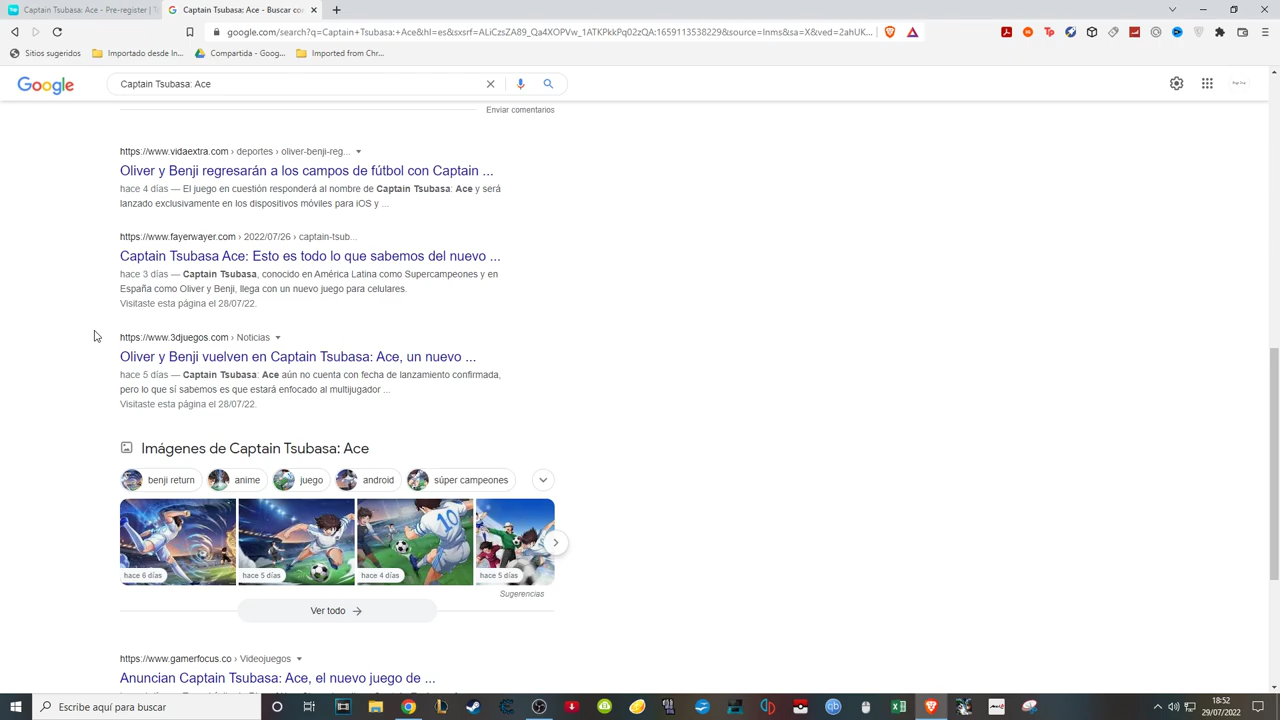 Captain Tsubasa: Ace - Pre-register | T
Captain Tsubasa: Ace - Buscar co
google.com/search?q=Captain+Tsubasa:+Ace&hl=es&sxsrf=ALiCzsZA89_Qa4XOPVw_1ATKPkkPq02zQA:1659113538229&source=lnms&sa=X&ved=2ahUK...
Sitios sugeridos
Importado desde In...
Compartida - Goog...
Imported from Chr...
Google
Captain Tsubasa: Ace
Enviar comentarios
https://www.vidaextra.com › deportes › oliver-benji-reg...
Oliver y Benji regresarán a los campos de fútbol con Captain ...
hace 4 días — El juego en cuestión responderá al nombre de Captain Tsubasa: Ace y será
lanzado exclusivamente en los dispositivos móviles para iOS y ...
https://www.fayerwayer.com › 2022/07/26 › captain-tsub...
Captain Tsubasa Ace: Esto es todo lo que sabemos del nuevo ...
hace 3 días — Captain Tsubasa, conocido en América Latina como Supercampeones y en
España como Oliver y Benji, llega con un nuevo juego para celulares.
Visitaste esta página el 28/07/22.
https://www.3djuegos.com › Noticias
Oliver y Benji vuelven en Captain Tsubasa: Ace, un nuevo ...
hace 5 días — Captain Tsubasa: Ace aún no cuenta con fecha de lanzamiento confirmada,
pero lo que sí sabemos es que estará enfocado al multijugador ...
Visitaste esta página el 28/07/22.
Imágenes de Captain Tsubasa: Ace
benji return
anime
juego
android
súper campeones
10
hace 6 días
hace 5 días
hace 4 días
hace 5 días
Sugerencias
Ver todo
https://www.gamerfocus.co › Videojuegos
Anuncian Captain Tsubasa: Ace, el nuevo juego de ...
Escribe aquí para buscar
18:52
29/07/2022